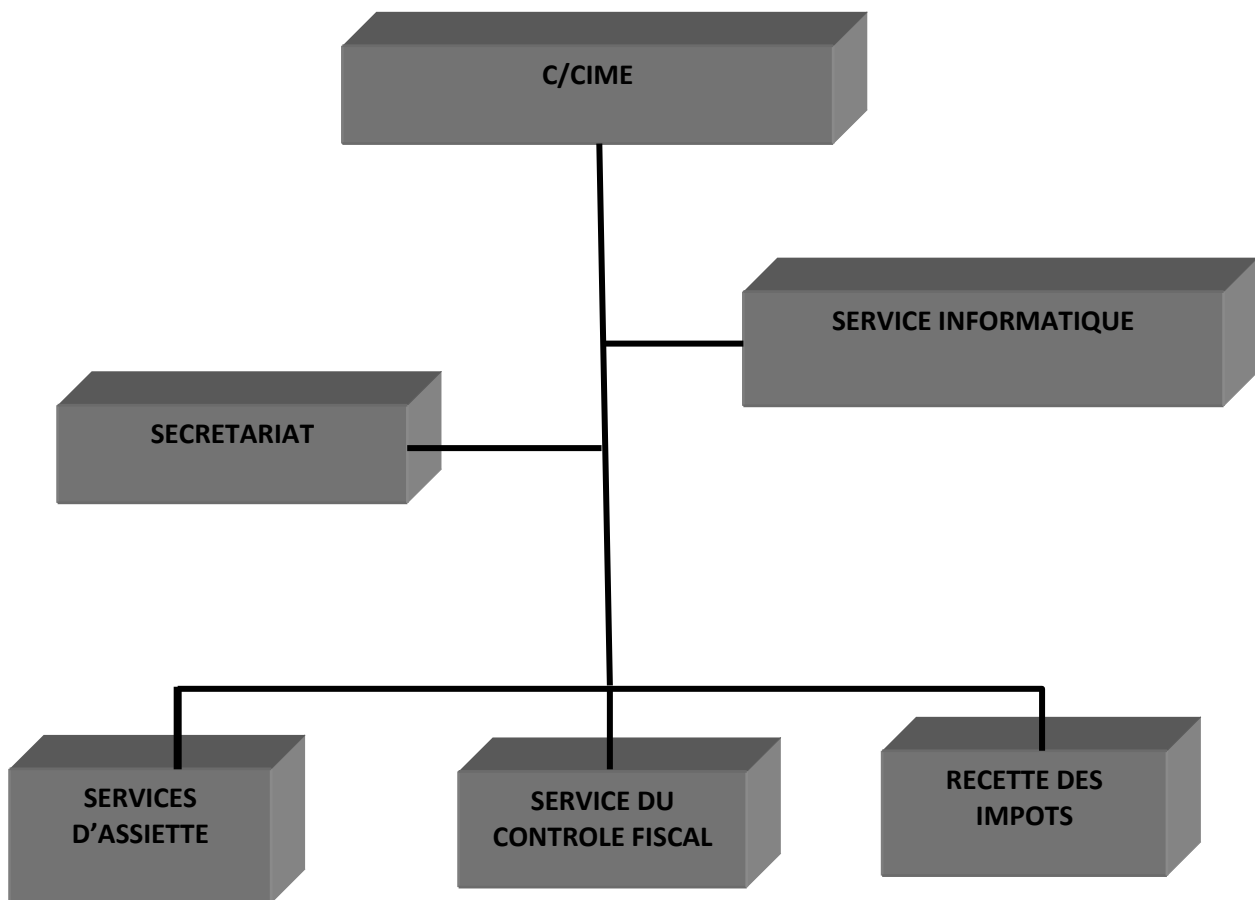 C/CIME
SERVICE INFORMATIQUE
SECRETARIAT
SERVICES
D’ASSIETTE
SERVICE DU
CONTROLE FISCAL
RECETTE DES
IMPOTS